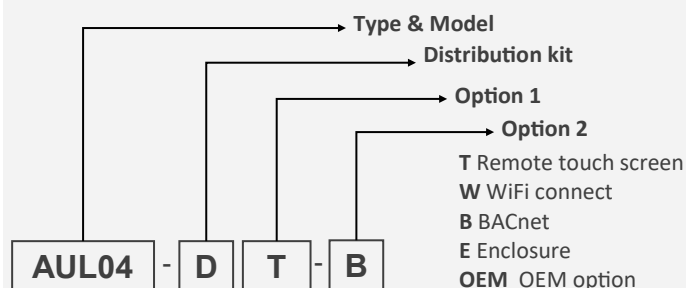 Type & Model
Distribution kit
Option 1
Option 2
T Remote touch screen
W WiFi connect
B BACnet
E Enclosure
OEM OEM option
AUL04 - D T - B